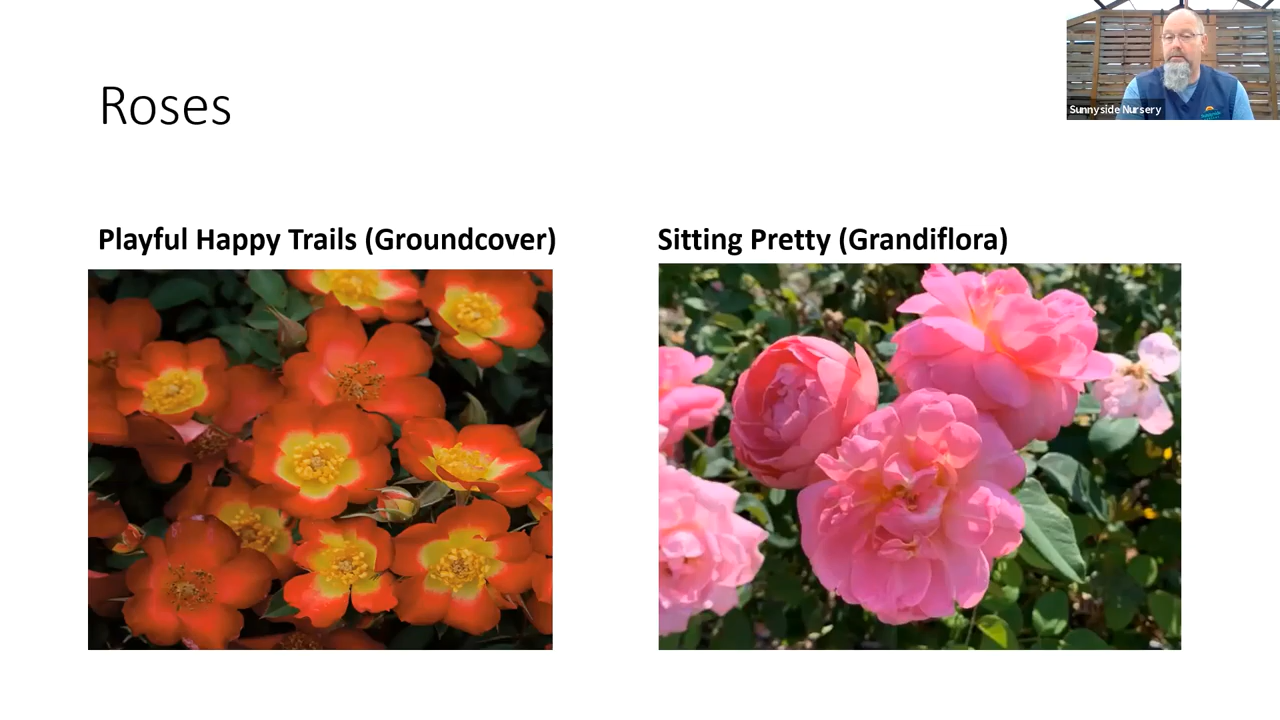 Roses
Sunnyside Nursery
Playful Happy Trails (Groundcover)
Sitting Pretty (Grandiflora)